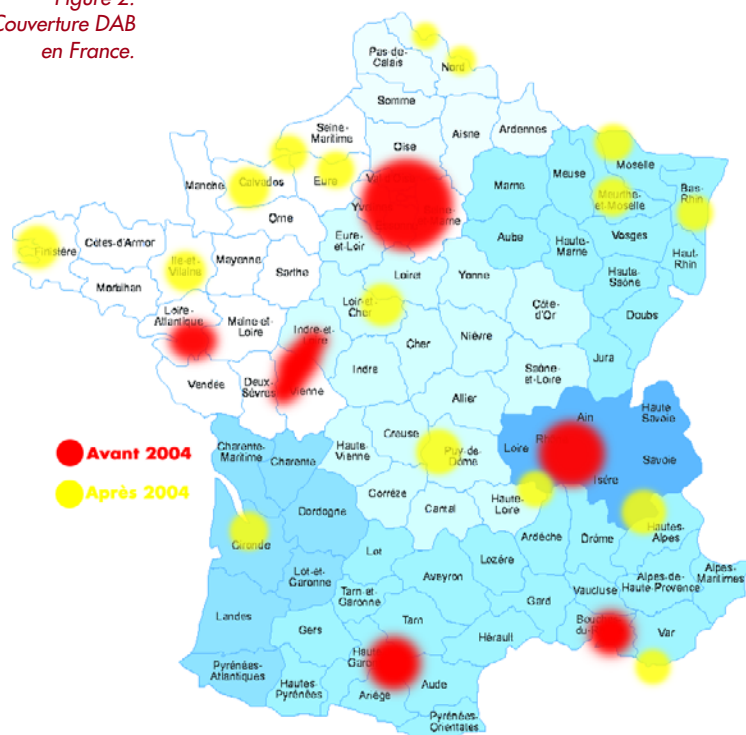 Figure 2.
Couverture DAB
en France.
Pas-de-
Calais
Nord
Somme
Seine-
Maritime
Oise
Aisne
Ardennes
Manche
Calvados
Eure
Marne
Meuse
Moselle
Meurthe-
et-Moselle
Bas-
Rhin
Orne
Finistère
Côtes-d'Armor
Ille-et-
Vilaine
Mayenne
Sarthe
Eure-
et-Loir
Aube
Haute-
Marne
Vosges
Haut-
Rhin
Morbihan
Loiret
Yonne
Haute-
Saône
Loire-
Atlantique
Maine-et-
Loire
Loir-et-
Cher
Indre-et-
Côte-
d'Or
Doubs
Cher
Nièvre
Jura
Vendée
Deux-
Sèvres
Vienne
Indre
Saône-
et-Loire
Allier
Ain
Haute
Savoie
Charente-
Maritime
Charente
Haute-
Vienne
Creuse
Puy-de-
Dôme
Loire
Savoie
Isére
Avant 2004
Après 2004
Corrèze
Cantal
Haute-
Loire
Dordogne
Gironde
Lot
Ardèche
Drôme
Hautes-
Alpes
Lot-et-
Garonne
Aveyron
Lozère
Landes
Tarn-et-
Garonne
Gard
Vaucluse
Alpes-de-
Haute-Provence
Alpes-
Maritimes
Gers
Tarn
Hérault
Var
Pyrénées-
Atlantiques
Hautes-
Pyrénées
Ariège
Aude
Pyrénées-
Orientales